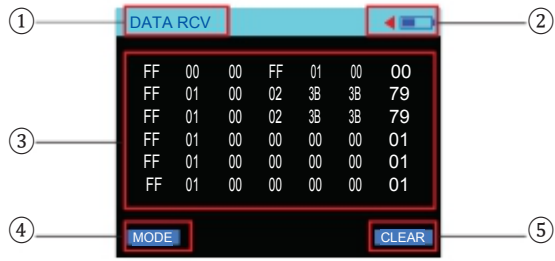 ① DATA RCV ②
③
FF 00 00 FF 01 00 00
FF 01 00 02 3B 3B 79
FF 01 00 02 3B 3B 79
FF 01 00 00 00 00 01
FF 01 00 00 00 00 01
FF 01 00 00 00 00 01
④ MODE CLEAR ⑤